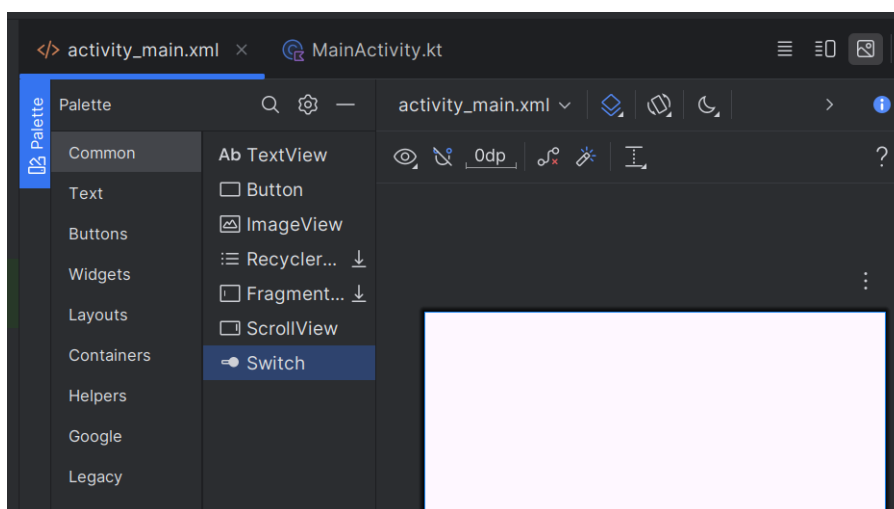 activity_main.xml
MainActivity.kt
Palette
Palette
activity_main.xml
Common
Text
Buttons
Widgets
Layouts
Containers
Helpers
Google
Legacy
Ab TextView
Button
ImageView
Recycler...
Fragment...
ScrollView
Switch
0dp
?